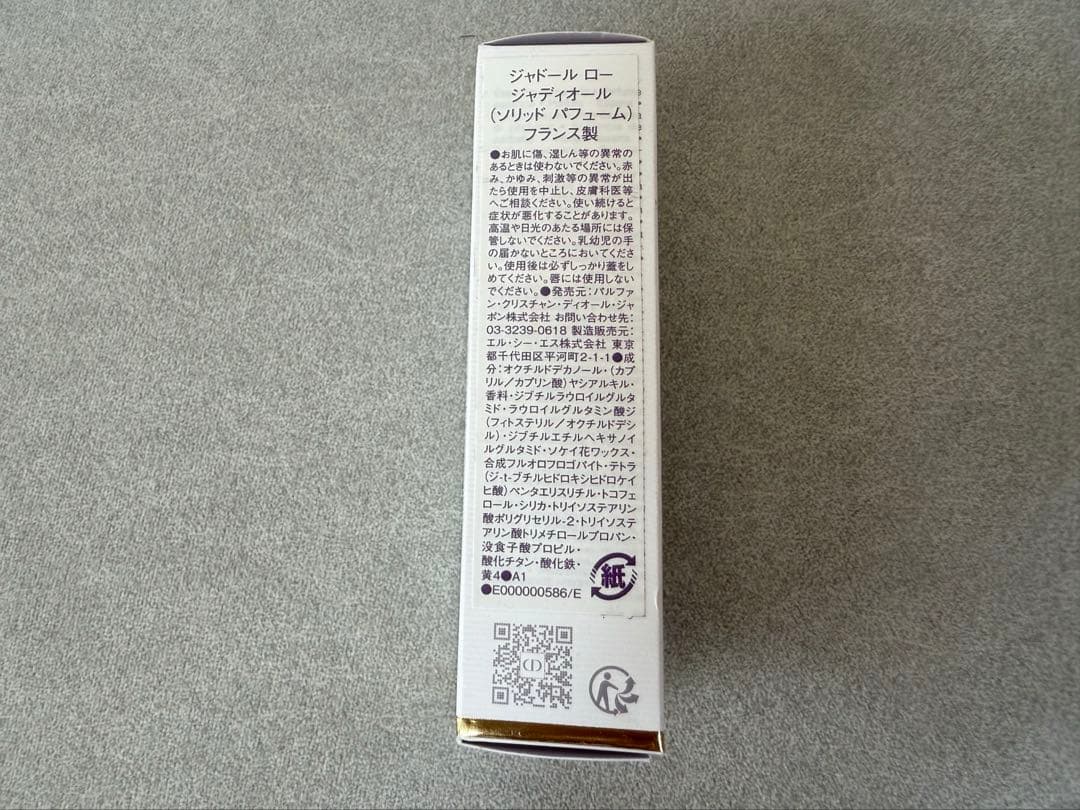 ジャドール ロー
ジャディオール
(ソリッド パフューム)
フランス製
●お肌に傷、湿しん等の異常の
あるときは使わないでください。赤
み、かゆみ、刺激等の異常が出
たら使用を中止し、皮膚科医等
へご相談ください。使い続けると
症状が悪化することがあります。
高温や日光のあたる場所には保
管しないでください。乳幼児の手
の届かないところにおいてくださ
い。使用後は必ずしっかり蓋をし
めてください。唇には使用しない
でください。●発売元:パルファ
ン・クリスチャン・ディオール・ジャ
ポン株式会社 お問い合わせ先:
03-3239-0618 製造販売元:
エル・シー・エス株式会社 東京
都千代田区平河町2-1-1●成
分:オクチルドデカノール・(カプ
リル/カプリン酸)ヤシアルキル・
香料・ジブチルラウロイルグルタ
ミド・ラウロイルグルタミン酸ジ
(フィトステリル/オクチルドデシ
ル)・ジブチルエチルヘキサノイ
ルグルタミド・ソケイ花ワックス・
合成フルオロフロゴパイト・テトラ
(ジ-t-ブチルヒドロキシヒドロケイ
ヒ酸)ペンタエリスリチル・トコフェ
ロール・シリカ・トリイソステアリン
酸ポリグリセリル-2・トリイソステ
アリン酸トリメチロールプロパン・
没食子酸プロピル・
酸化チタン・酸化鉄・
黄4●A1
●E000000586/E
紙
CD